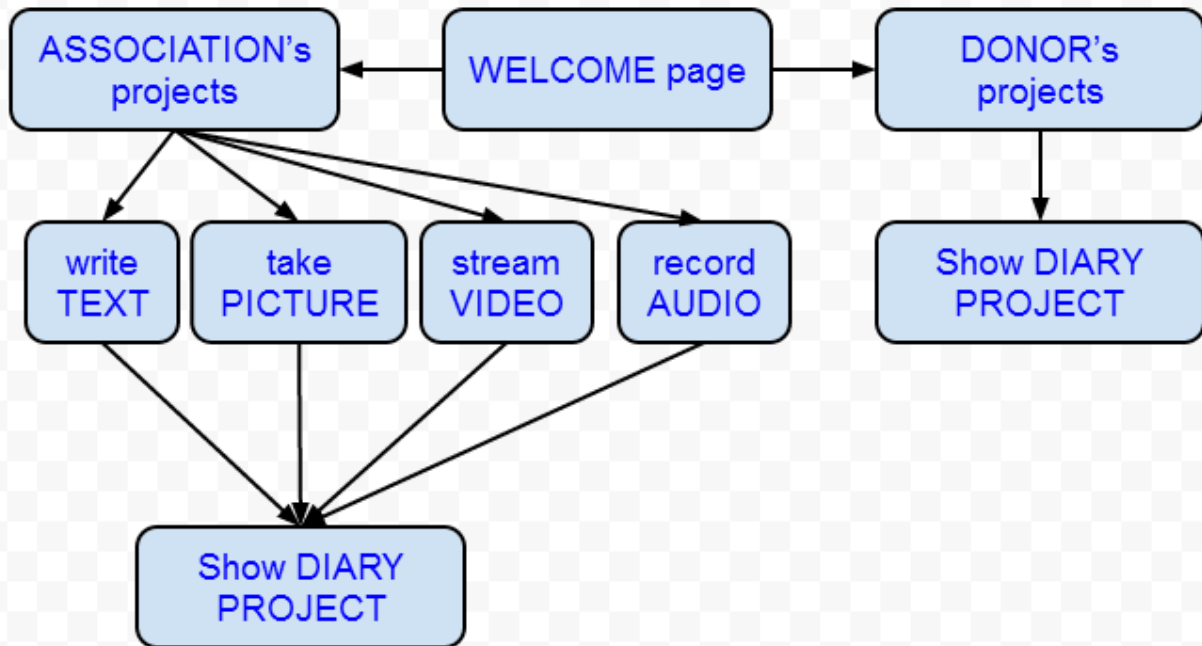 ASSOCIATION's
projects
WELCOME page
DONOR's
projects
write
TEXT
take
PICTURE
stream
VIDEO
record
AUDIO
Show DIARY
PROJECT
Show DIARY
PROJECT